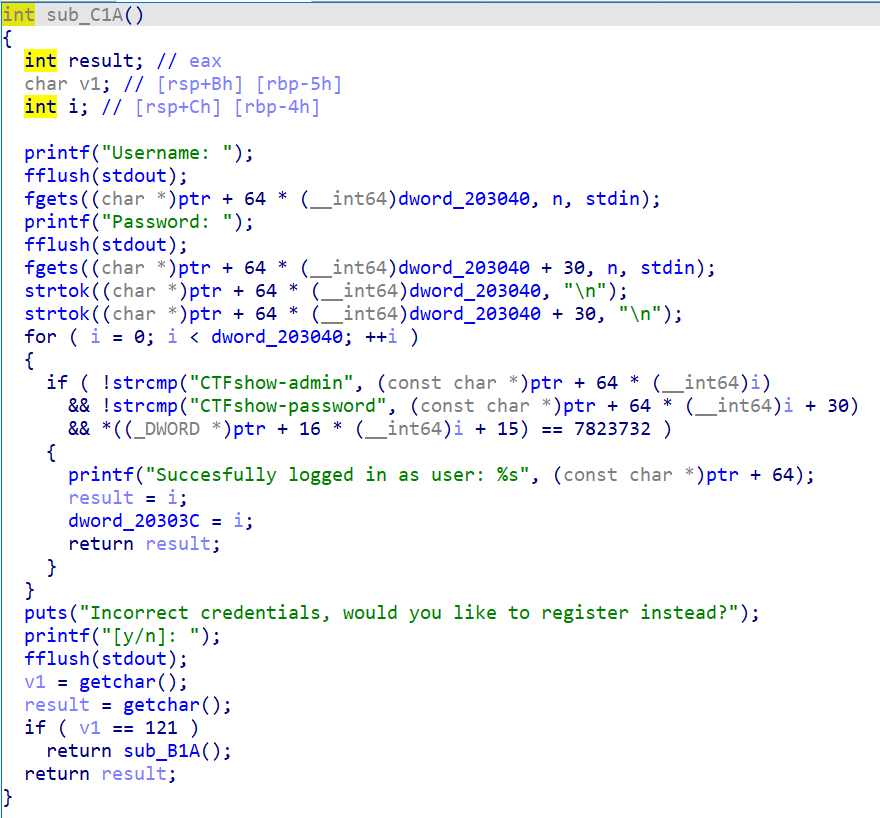 int sub_C1A()
{
  int result; // eax
  char v1; // [rsp+Bh] [rbp-5h]
  int i; // [rsp+Ch] [rbp-4h]

  printf("Username: ");
  fflush(stdout);
  fgets((char *)ptr + 64 * (__int64)dword_203040, n, stdin);
  printf("Password: ");
  fflush(stdout);
  fgets((char *)ptr + 64 * (__int64)dword_203040 + 30, n, stdin);
  strtok((char *)ptr + 64 * (__int64)dword_203040, "\n");
  strtok((char *)ptr + 64 * (__int64)dword_203040 + 30, "\n");
  for ( i = 0; i < dword_203040; ++i )
  {
    if ( !strcmp("CTFshow-admin", (const char *)ptr + 64 * (__int64)i)
      && !strcmp("CTFshow-password", (const char *)ptr + 64 * (__int64)i + 30)
      && *((_DWORD *)ptr + 16 * (__int64)i + 15) == 7823732 )
    {
      printf("Succesfully logged in as user: %s", (const char *)ptr + 64);
      result = i;
      dword_20303C = i;
      return result;
    }
  }
  puts("Incorrect credentials, would you like to register instead?");
  printf("[y/n]: ");
  fflush(stdout);
  v1 = getchar();
  result = getchar();
  if ( v1 == 121 )
    return sub_B1A();
  return result;
}